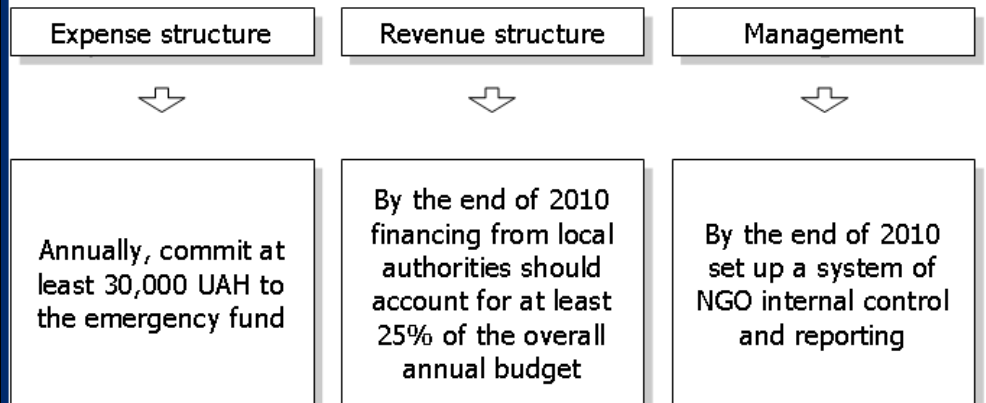 Expense structure
Revenue structure
Management
Annually, commit at
least 30,000 UAH to
the emergency fund
By the end of 2010
financing from local
authorities should
account for at least
25% of the overall
annual budget
By the end of 2010
set up a system of
NGO internal control
and reporting